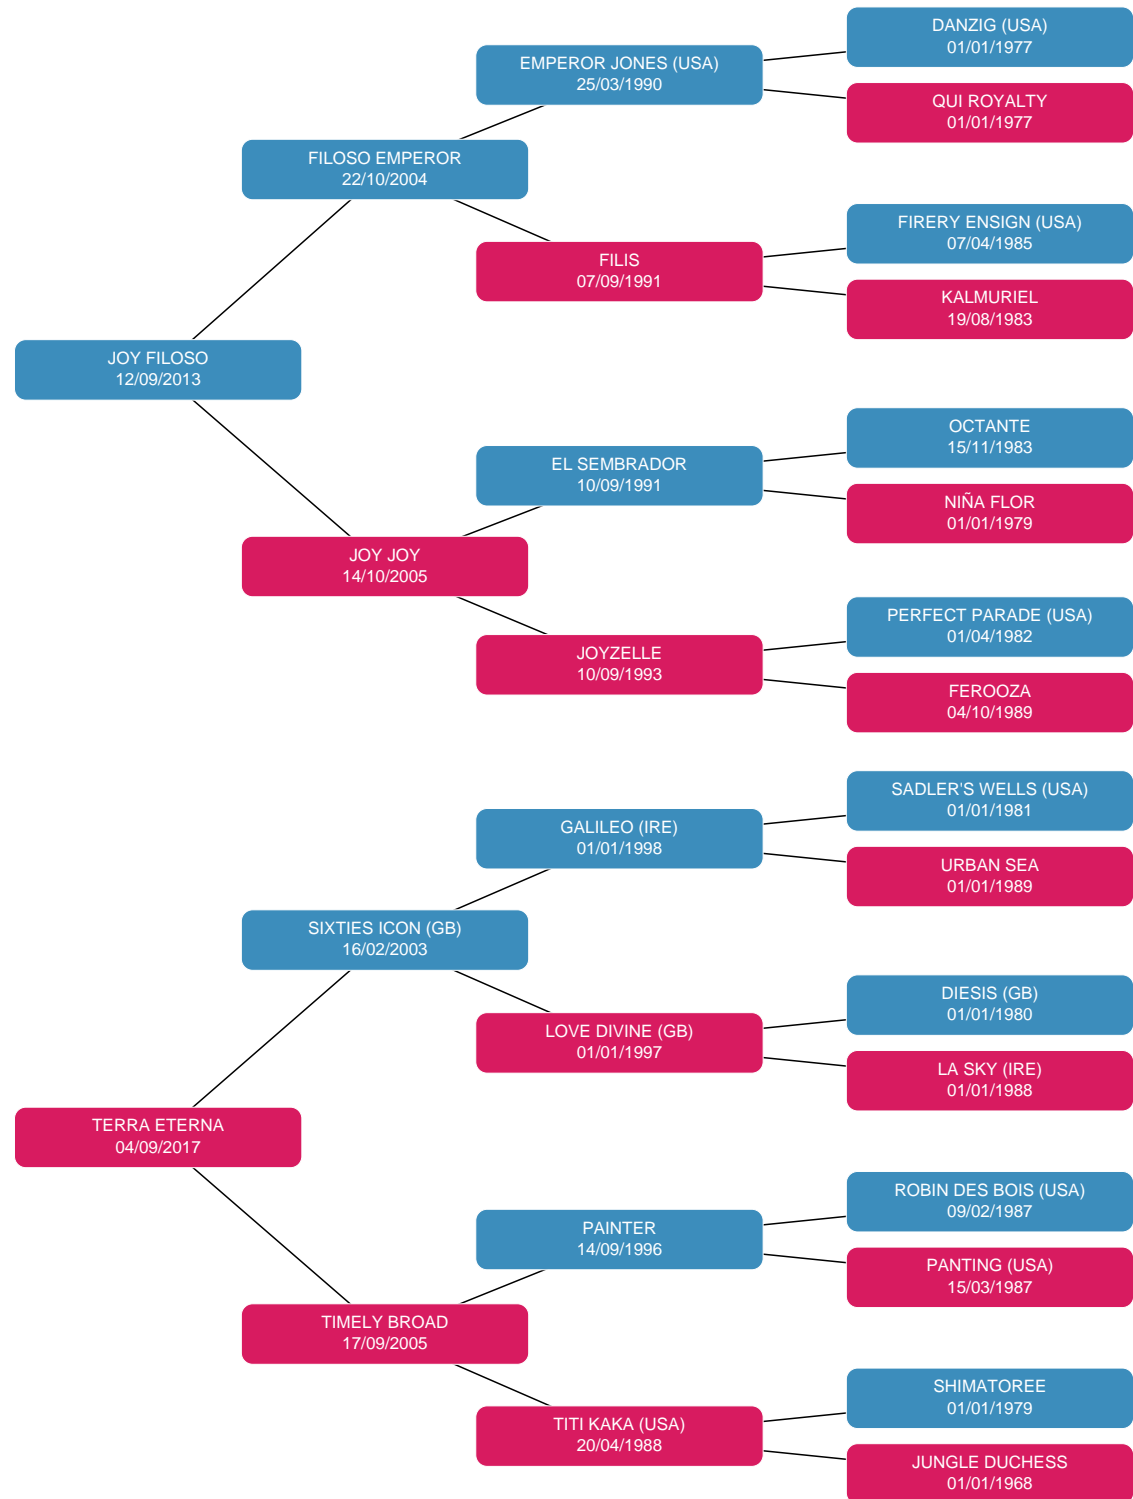 DANZIG (USA)
01/01/1977
EMPEROR JONES (USA)
25/03/1990
QUI ROYALTY
01/01/1977
FILOSO EMPEROR
22/10/2004
FIRERY ENSIGN (USA)
07/04/1985
FILIS
07/09/1991
KALMURIEL
19/08/1983
JOY FILOSO
12/09/2013
OCTANTE
15/11/1983
EL SEMBRADOR
10/09/1991
NIÑA FLOR
01/01/1979
JOY JOY
14/10/2005
PERFECT PARADE (USA)
01/04/1982
JOYZELLE
10/09/1993
FEROOZA
04/10/1989
SADLER'S WELLS (USA)
01/01/1981
GALILEO (IRE)
01/01/1998
URBAN SEA
01/01/1989
SIXTIES ICON (GB)
16/02/2003
DIESIS (GB)
01/01/1980
LOVE DIVINE (GB)
01/01/1997
LA SKY (IRE)
01/01/1988
TERRA ETERNA
04/09/2017
ROBIN DES BOIS (USA)
09/02/1987
PAINTER
14/09/1996
PANTING (USA)
15/03/1987
TIMELY BROAD
17/09/2005
SHIMATOREE
01/01/1979
TITI KAKA (USA)
20/04/1988
JUNGLE DUCHESS
01/01/1968